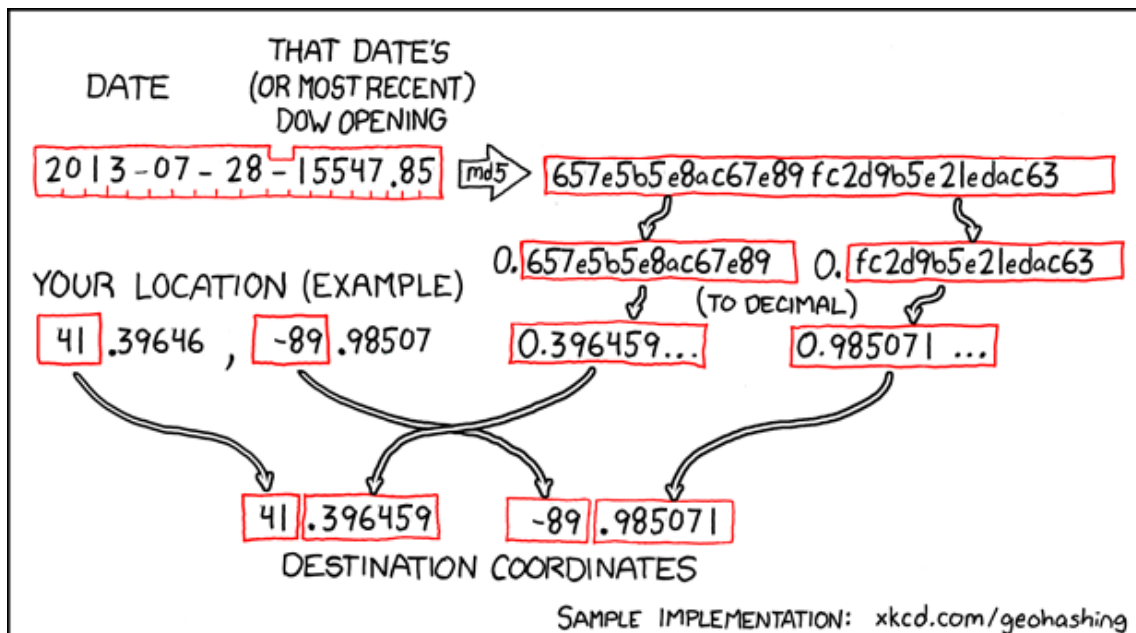 DATE
THAT DATE'S
(OR MOST RECENT)
DOW OPENING
2013-07-28-15547.85
md5
657e5b5e8ac67e89fc2d9b5e21edac63
0.657e5b5e8ac67e89
0.fc2d9b5e21edac63
(TO DECIMAL)
YOUR LOCATION (EXAMPLE)
41.39646, -89.98507
0.396459...
0.985071...
41.396459
-89.985071
DESTINATION COORDINATES
SAMPLE IMPLEMENTATION: xkcd.com/geohashing